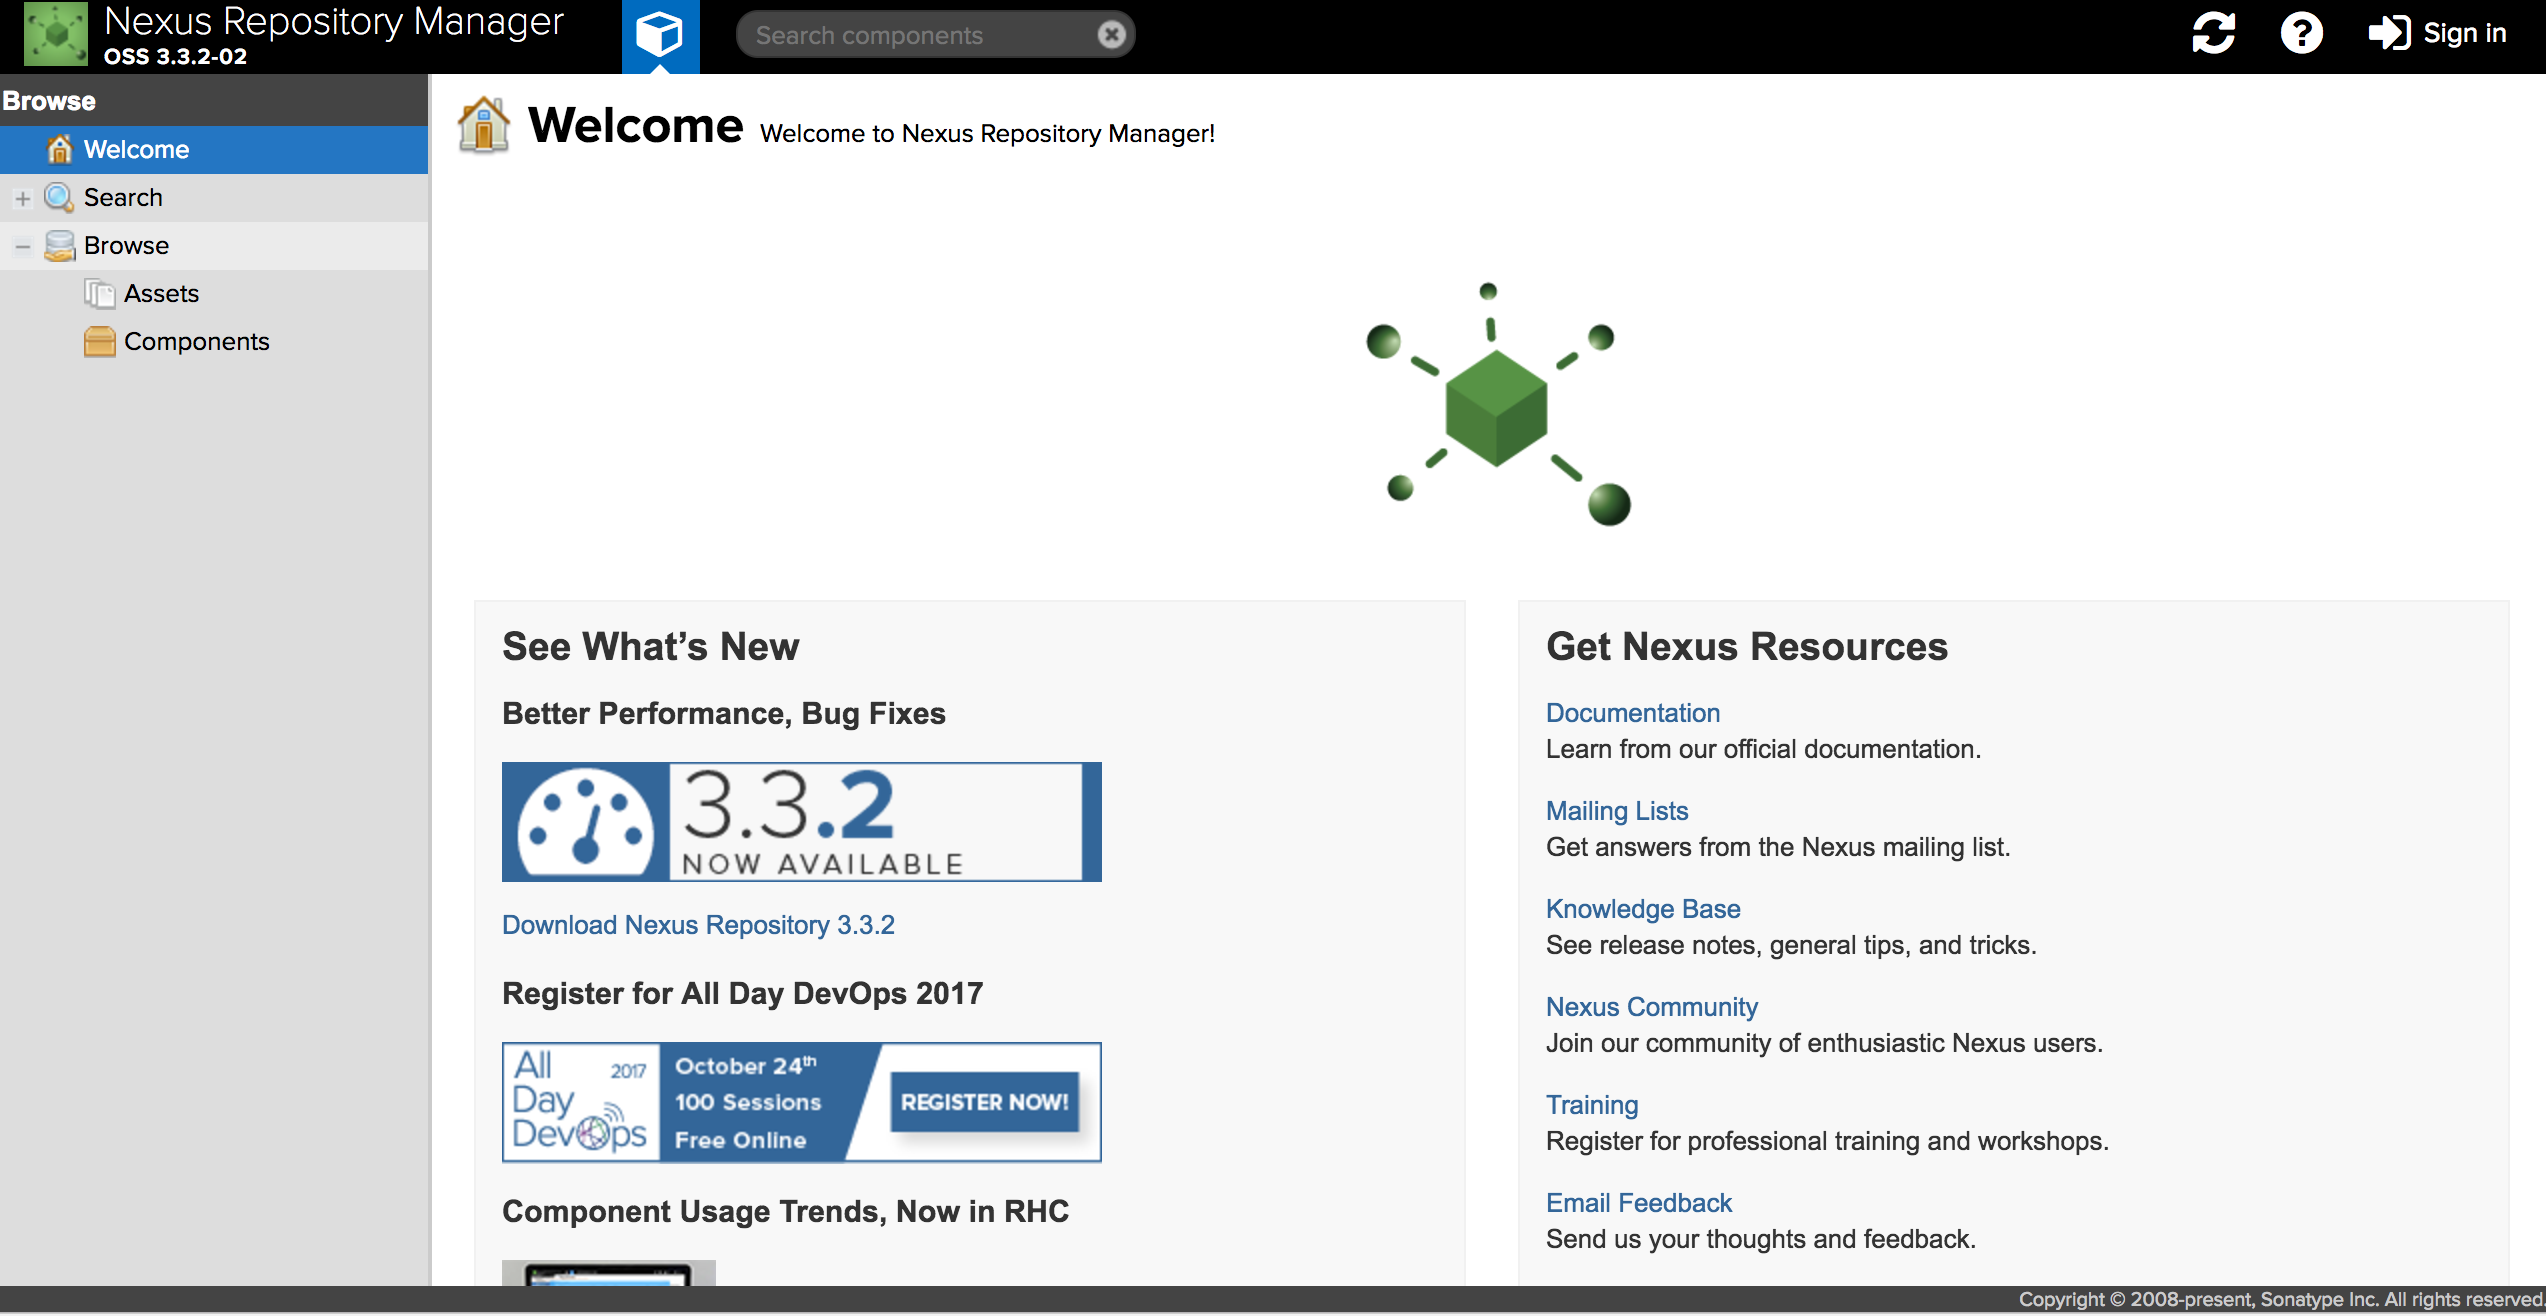 Nexus Repository Manager
OSS 3.3.2-02
Search components
Sign in
Browse
Welcome
Search
Browse
Assets
Components
Welcome Welcome to Nexus Repository Manager!
See What’s New
Better Performance, Bug Fixes
3.3.2
NOW AVAILABLE
Download Nexus Repository 3.3.2
Register for All Day DevOps 2017
All
Day
DevOps
2017
October 24th
100 Sessions
Free Online
REGISTER NOW!
Component Usage Trends, Now in RHC
Get Nexus Resources
Documentation
Learn from our official documentation.
Mailing Lists
Get answers from the Nexus mailing list.
Knowledge Base
See release notes, general tips, and tricks.
Nexus Community
Join our community of enthusiastic Nexus users.
Training
Register for professional training and workshops.
Email Feedback
Send us your thoughts and feedback.
Copyright © 2008-present, Sonatype Inc. All rights reserved